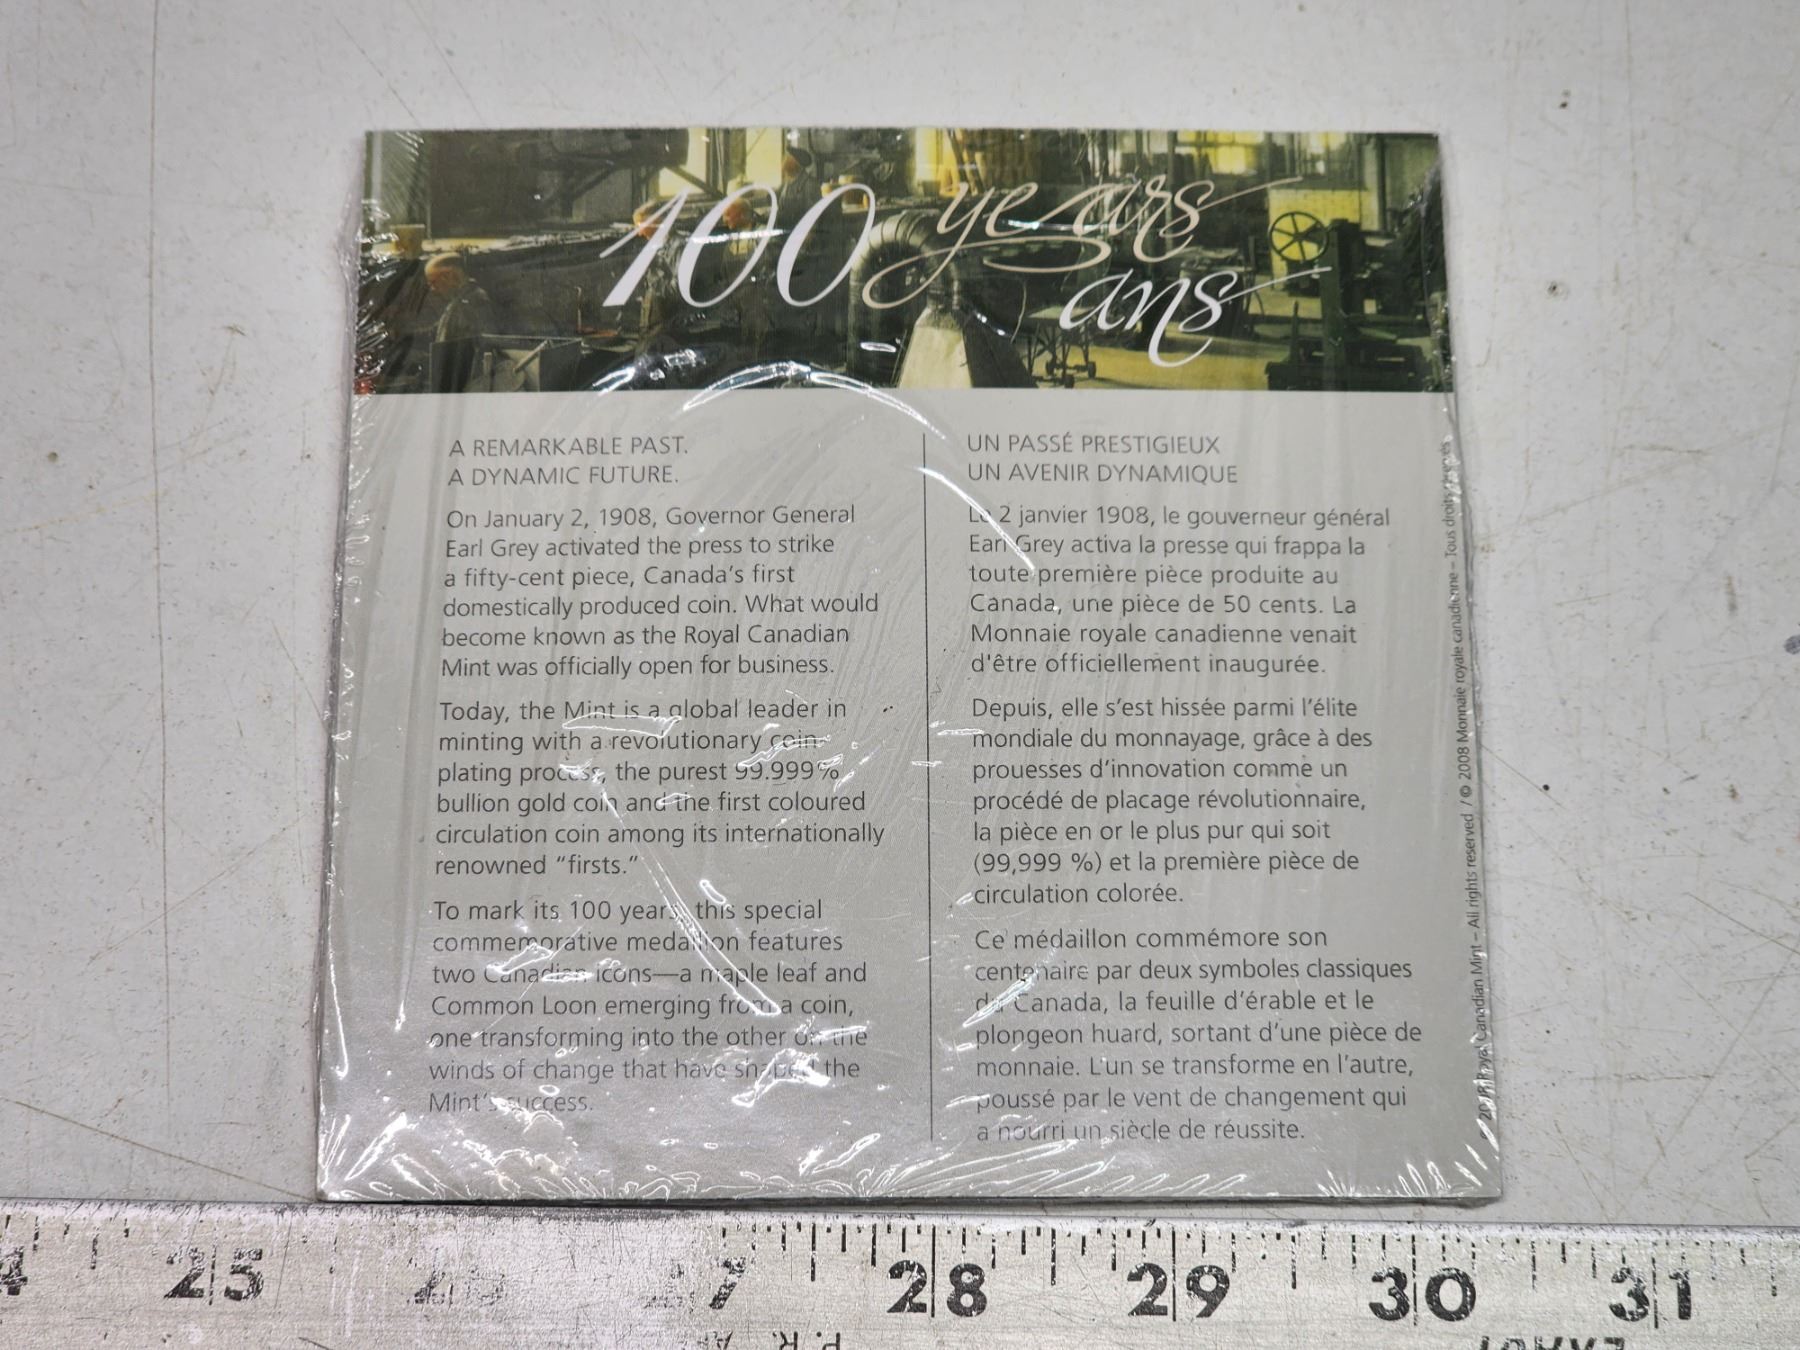 100 years
ans
A REMARKABLE PAST.
A DYNAMIC FUTURE.
On January 2, 1908, Governor General
Earl Grey activated the press to strike
a fifty-cent piece, Canada's first
domestically produced coin. What would
become known as the Royal Canadian
Mint was officially open for business.
Today, the Mint is a global leader in
minting with a revolutionary coin
plating process, the purest 99.999%
bullion gold coin and the first coloured
circulation coin among its internationally
renowned "firsts."
To mark its 100 years, this special
commemorative medallion features
two Canadian icons—a maple leaf and
Common Loon emerging from a coin,
one transforming into the other on the
winds of change that have shaped the
Mint's success.
UN PASSÉ PRESTIGIEUX
UN AVENIR DYNAMIQUE
Le 2 janvier 1908, le gouverneur général
Earl Grey activa la presse qui frappa la
toute première pièce produite au
Canada, une pièce de 50 cents. La
Monnaie royale canadienne venait
d'être officiellement inaugurée.
Depuis, elle s'est hissée parmi l'élite
mondiale du monnayage, grâce à des
prouesses d'innovation comme un
procédé de placage révolutionnaire,
la pièce en or le plus pur qui soit
(99,999 %) et la première pièce de
circulation colorée.
Ce médaillon commémore son
centenaire par deux symboles classiques
du Canada, la feuille d'érable et le
plongeon huard, sortant d'une pièce de
monnaie. L'un se transforme en l'autre,
poussé par le vent de changement qui
a nourri un siècle de réussite.
Royal Canadian Mint – All rights reserved / © 2008 Monnaie royale canadienne – Tous droits réservés
4 25 26 27 28 29 30 31